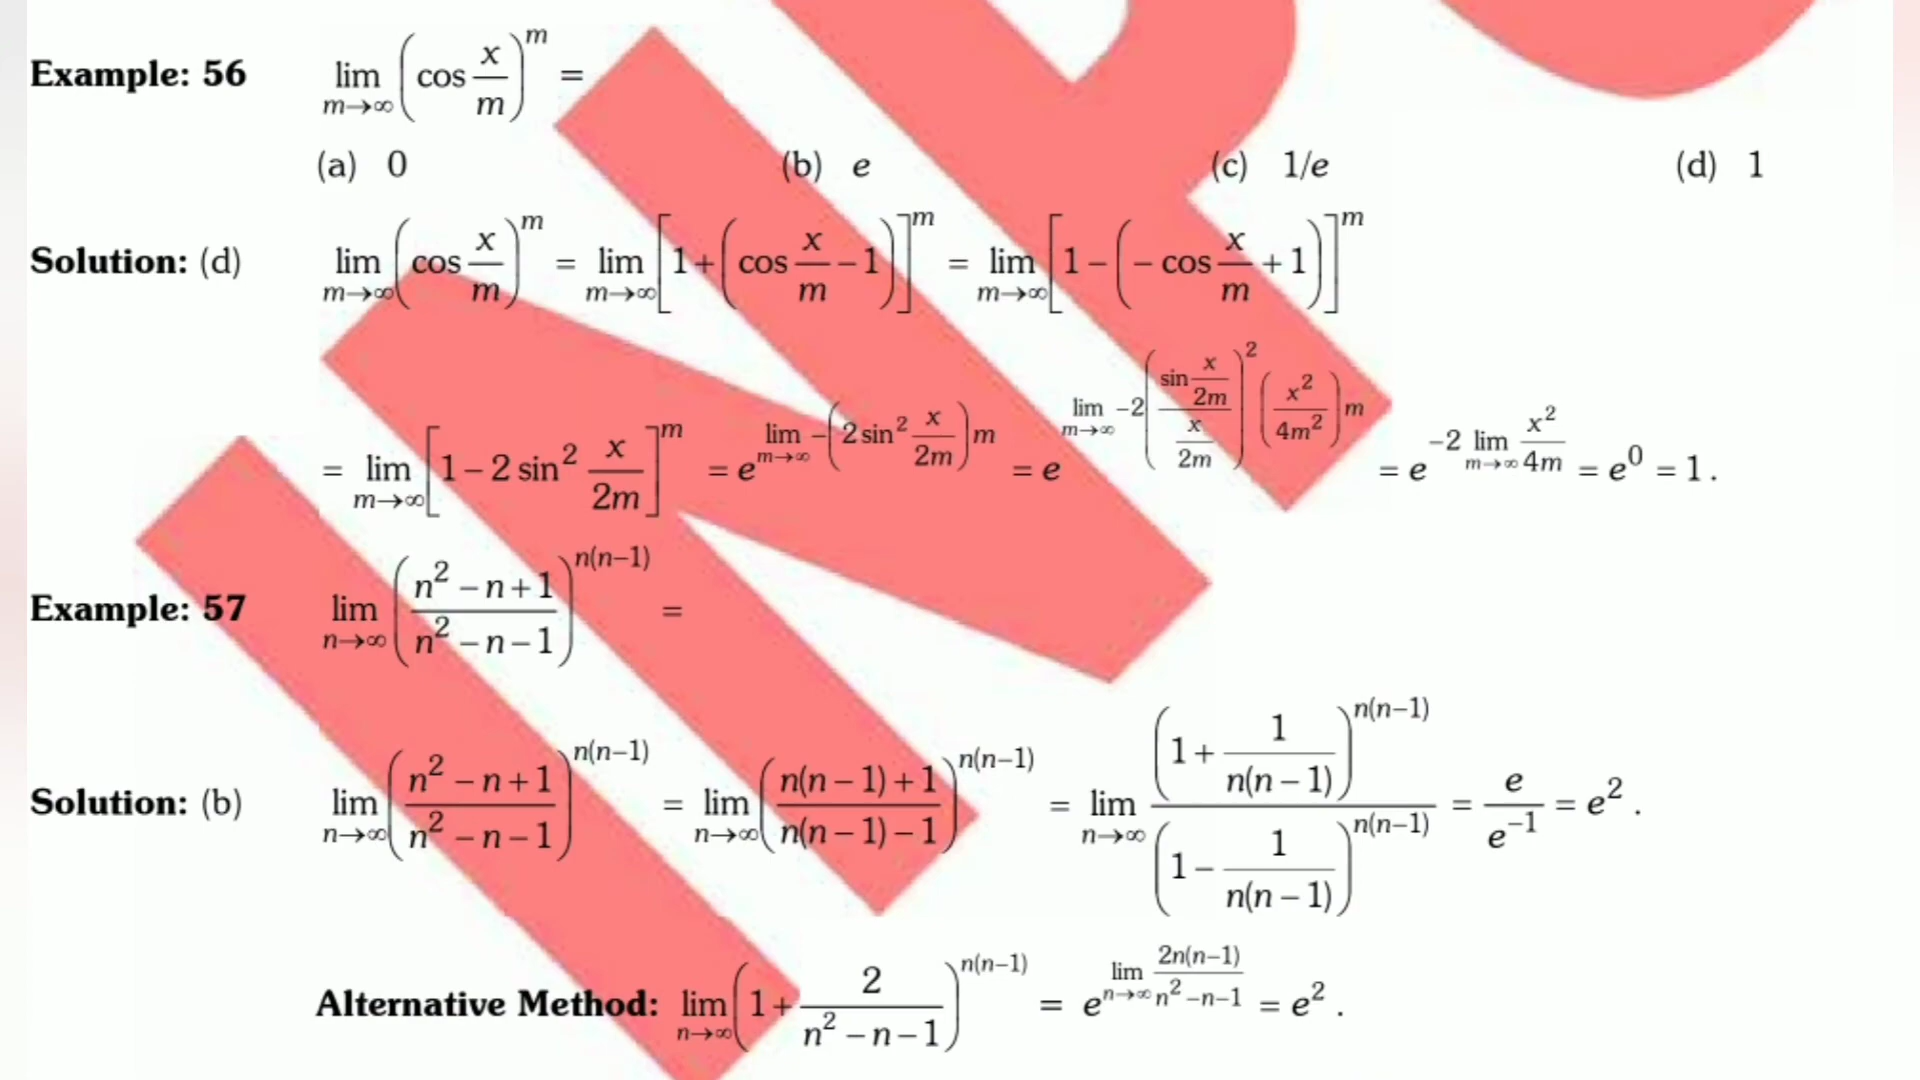 Example: 56 lim_{m→∞} (cos x/m)^m =
(a) 0 (b) e (c) 1/e (d) 1
Solution: (d) lim_{m→∞} (cos x/m)^m = lim_{m→∞} [1+(cos x/m −1)]^m = lim_{m→∞} [1−(− cos x/m +1)]^m
= lim_{m→∞} [1− 2 sin² x/2m]^m = e^{lim_{m→∞} −(2 sin² x/2m)m} = e^{lim_{m→∞} −2((sin x/2m)/(x/2m))² (x²/4m²) m} = e^{−2 lim_{m→∞} x²/4m} = e⁰ = 1.
Example: 57 lim_{n→∞} ((n² − n + 1)/(n² − n − 1))^{n(n−1)} =
Solution: (b) lim_{n→∞} ((n² − n + 1)/(n² − n − 1))^{n(n−1)} = lim_{n→∞} ((n(n − 1) + 1)/(n(n − 1) − 1))^{n(n−1)} = lim_{n→∞} (1+ 1/(n(n − 1)))^{n(n−1)} / (1− 1/(n(n − 1)))^{n(n−1)} = e/e^{−1} = e² .
Alternative Method: lim_{n→∞} (1+ 2/(n² − n − 1))^{n(n−1)} = e^{lim_{n→∞} 2n(n−1)/(n² −n−1)} = e² .